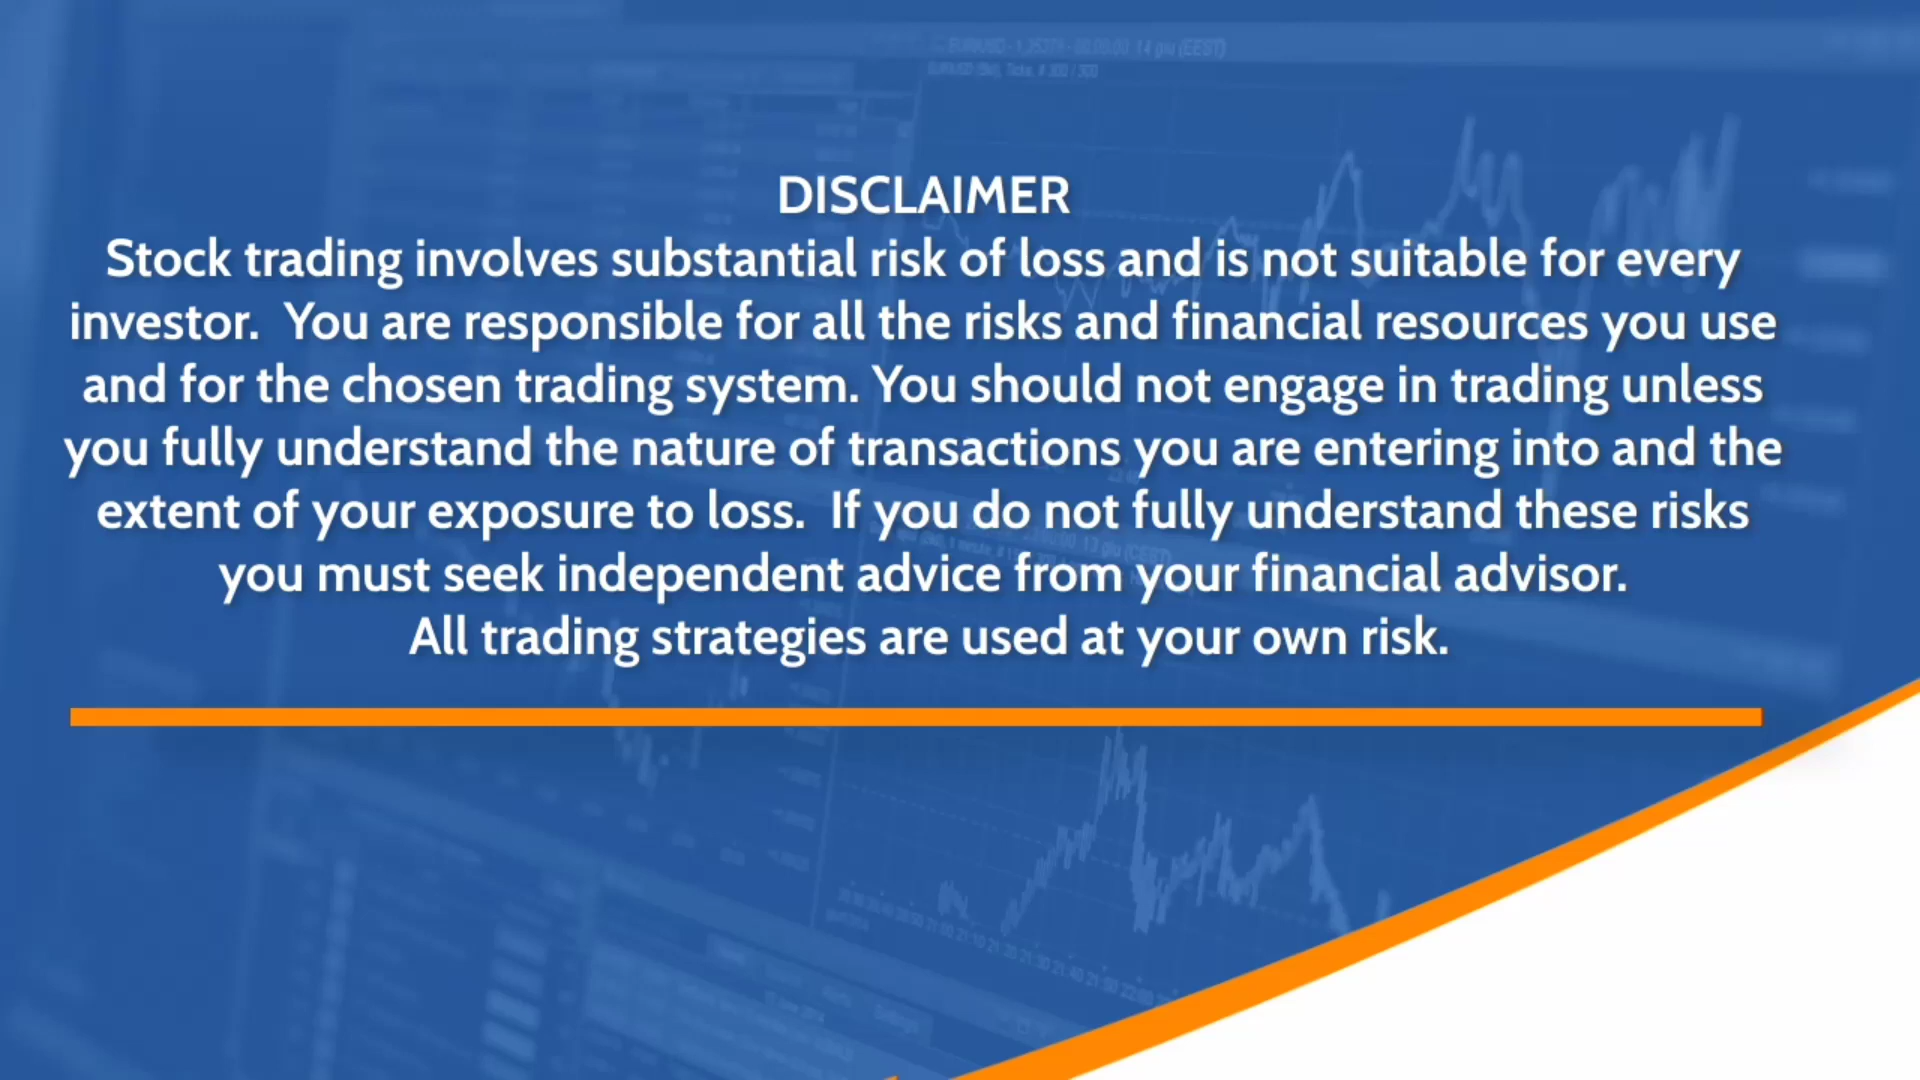 DISCLAIMER
Stock trading involves substantial risk of loss and is not suitable for every
investor.  You are responsible for all the risks and financial resources you use
and for the chosen trading system. You should not engage in trading unless
you fully understand the nature of transactions you are entering into and the
extent of your exposure to loss.  If you do not fully understand these risks
you must seek independent advice from your financial advisor.
All trading strategies are used at your own risk.